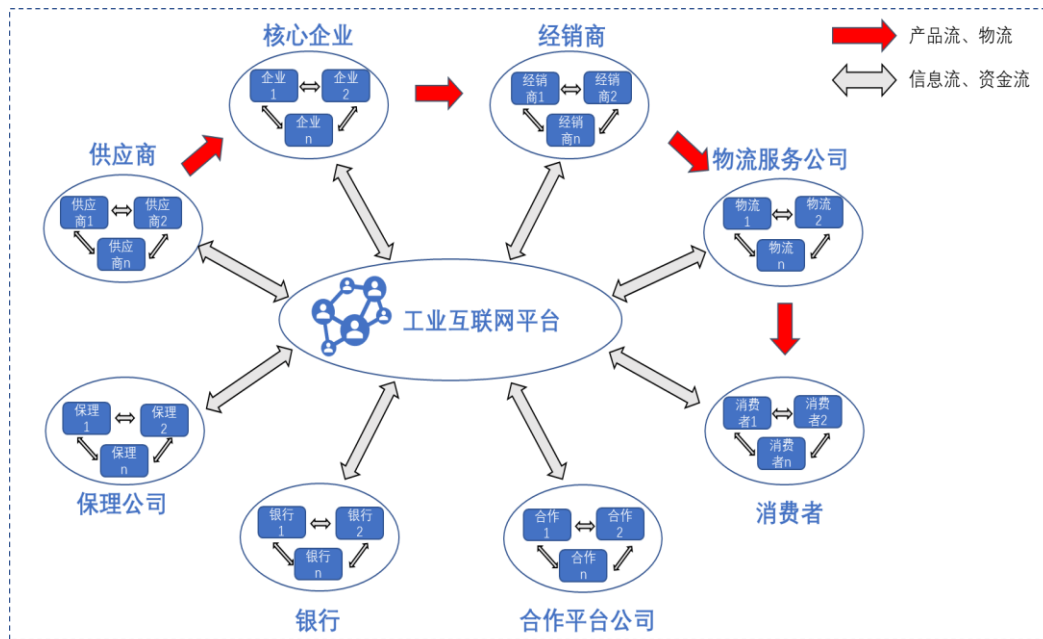 核心企业
经销商
产品流、物流
信息流、资金流
企业
1
企业
2
企业
n
经销
商1
经销
商2
经销
商n
供应商
物流服务公司
供应
商1
供应
商2
供应
商n
物流
1
物流
2
物流
n
工业互联网平台
保理
1
保理
2
保理
n
消费
者1
消费
者2
消费
者n
保理公司
消费者
银行
1
银行
2
银行
n
合作
1
合作
2
合作
n
银行
合作平台公司